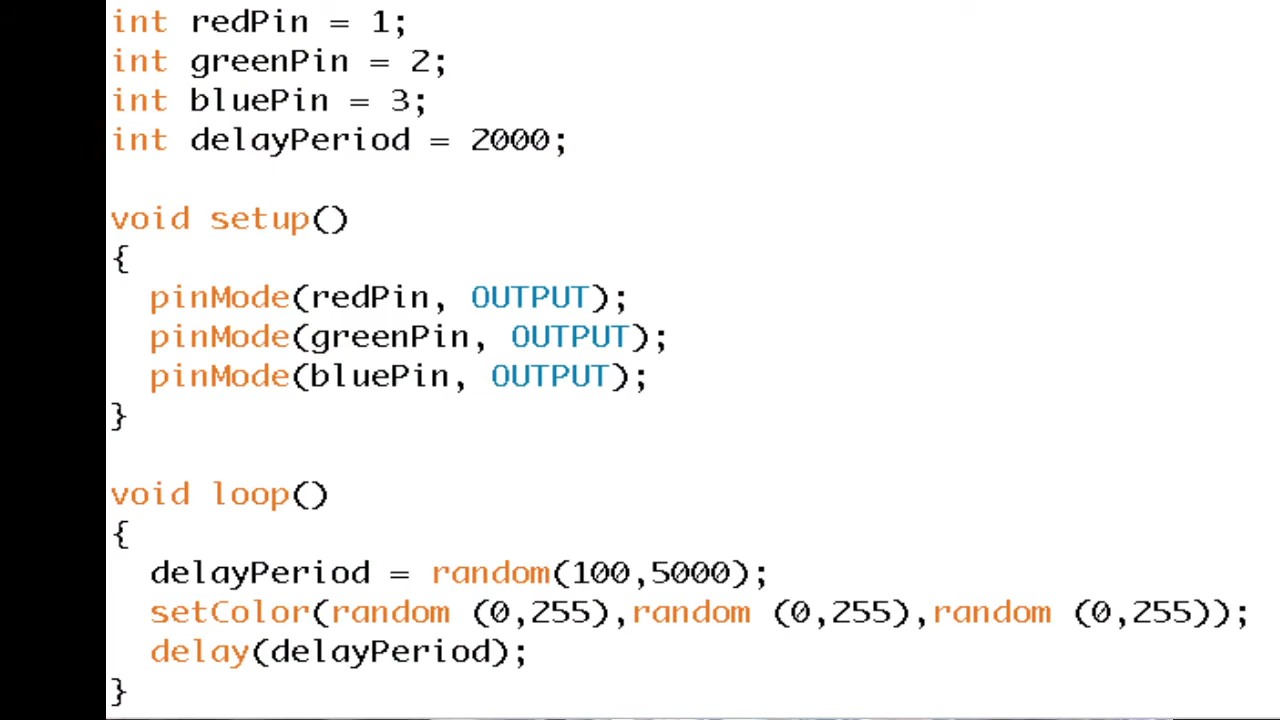 int redPin = 1;
int greenPin = 2;
int bluePin = 3;
int delayPeriod = 2000;

void setup()
{
  pinMode(redPin, OUTPUT);
  pinMode(greenPin, OUTPUT);
  pinMode(bluePin, OUTPUT);
}

void loop()
{
  delayPeriod = random(100,5000);
  setColor(random (0,255),random (0,255),random (0,255));
  delay(delayPeriod);
}